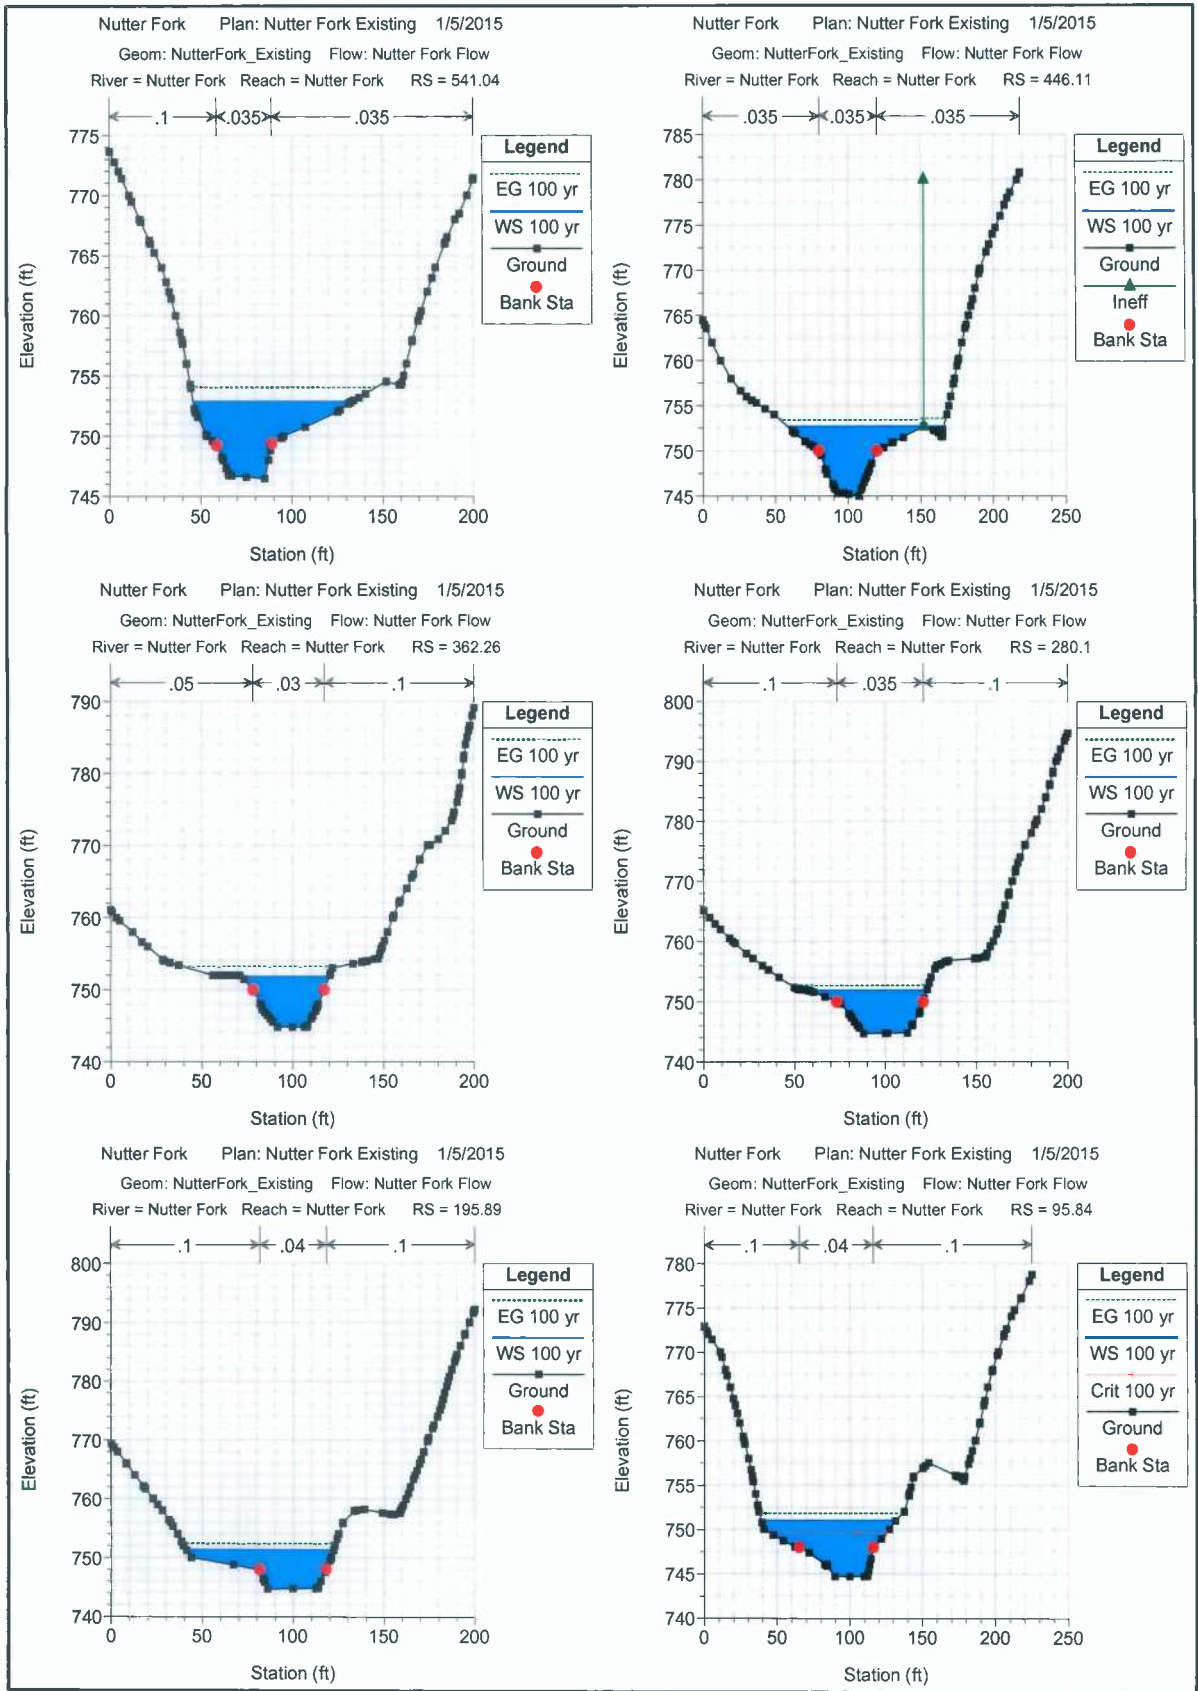 Nutter Fork Plan: Nutter Fork Existing 1/5/2015
Geom: NutterFork_Existing Flow: Nutter Fork Flow
River = Nutter Fork Reach = Nutter Fork RS = 541.04
.1 .035 .035
775
770
765
760
755
750
745
0 50 100 150 200
Elevation (ft)
Station (ft)
Legend
EG 100 yr
WS 100 yr
Ground
Bank Sta
Nutter Fork Plan: Nutter Fork Existing 1/5/2015
Geom: NutterFork_Existing Flow: Nutter Fork Flow
River = Nutter Fork Reach = Nutter Fork RS = 446.11
.035 .035 .035
785
780
775
770
765
760
755
750
745
0 50 100 150 200 250
Elevation (ft)
Station (ft)
Legend
EG 100 yr
WS 100 yr
Ground
Ineff
Bank Sta
Nutter Fork Plan: Nutter Fork Existing 1/5/2015
Geom: NutterFork_Existing Flow: Nutter Fork Flow
River = Nutter Fork Reach = Nutter Fork RS = 362.26
.05 .03 .1
790
780
770
760
750
740
0 50 100 150 200
Elevation (ft)
Station (ft)
Legend
EG 100 yr
WS 100 yr
Ground
Bank Sta
Nutter Fork Plan: Nutter Fork Existing 1/5/2015
Geom: NutterFork_Existing Flow: Nutter Fork Flow
River = Nutter Fork Reach = Nutter Fork RS = 280.1
.1 .035 .1
800
790
780
770
760
750
740
0 50 100 150 200
Elevation (ft)
Station (ft)
Legend
EG 100 yr
WS 100 yr
Ground
Bank Sta
Nutter Fork Plan: Nutter Fork Existing 1/5/2015
Geom: NutterFork_Existing Flow: Nutter Fork Flow
River = Nutter Fork Reach = Nutter Fork RS = 195.89
.1 .04 .1
800
790
780
770
760
750
740
0 50 100 150 200
Elevation (ft)
Station (ft)
Legend
EG 100 yr
WS 100 yr
Ground
Bank Sta
Nutter Fork Plan: Nutter Fork Existing 1/5/2015
Geom: NutterFork_Existing Flow: Nutter Fork Flow
River = Nutter Fork Reach = Nutter Fork RS = 95.84
.1 .04 .1
780
775
770
765
760
755
750
745
740
0 50 100 150 200 250
Elevation (ft)
Station (ft)
Legend
EG 100 yr
WS 100 yr
Crit 100 yr
Ground
Bank Sta